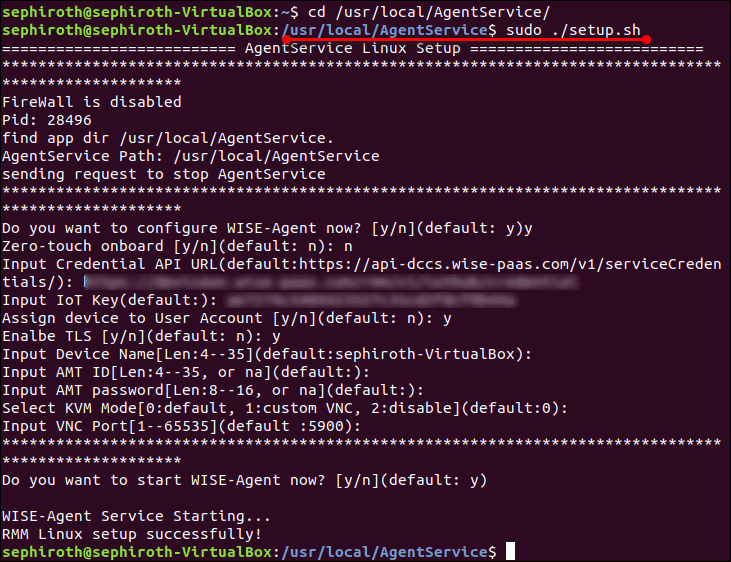 sephiroth@sephiroth-VirtualBox:~$ cd /usr/local/AgentService/
sephiroth@sephiroth-VirtualBox:/usr/local/AgentService$ sudo ./setup.sh
========================== AgentService Linux Setup ==========================
********************************************************************************
********************
FireWall is disabled
Pid: 28496
find app dir /usr/local/AgentService.
AgentService Path: /usr/local/AgentService
sending request to stop AgentService
********************************************************************************
********************
Do you want to configure WISE-Agent now? [y/n](default: y)y
Zero-touch onboard [y/n](default: n): n
Input Credential API URL(default:https://api-dccs.wise-paas.com/v1/serviceCreden
tials/):
Input IoT Key(default:):
Assign device to User Account [y/n](default: n): y
Enalbe TLS [y/n](default: n): y
Input Device Name[Len:4--35](default:sephiroth-VirtualBox):
Input AMT ID[Len:4--35, or na](default:):
Input AMT password[Len:8--16, or na](default:):
Select KVM Mode[0:default, 1:custom VNC, 2:disable](default:0):
Input VNC Port[1--65535](default :5900):
********************************************************************************
********************
Do you want to start WISE-Agent now? [y/n](default: y)
WISE-Agent Service Starting...
RMM Linux setup successfully!
sephiroth@sephiroth-VirtualBox:/usr/local/AgentService$